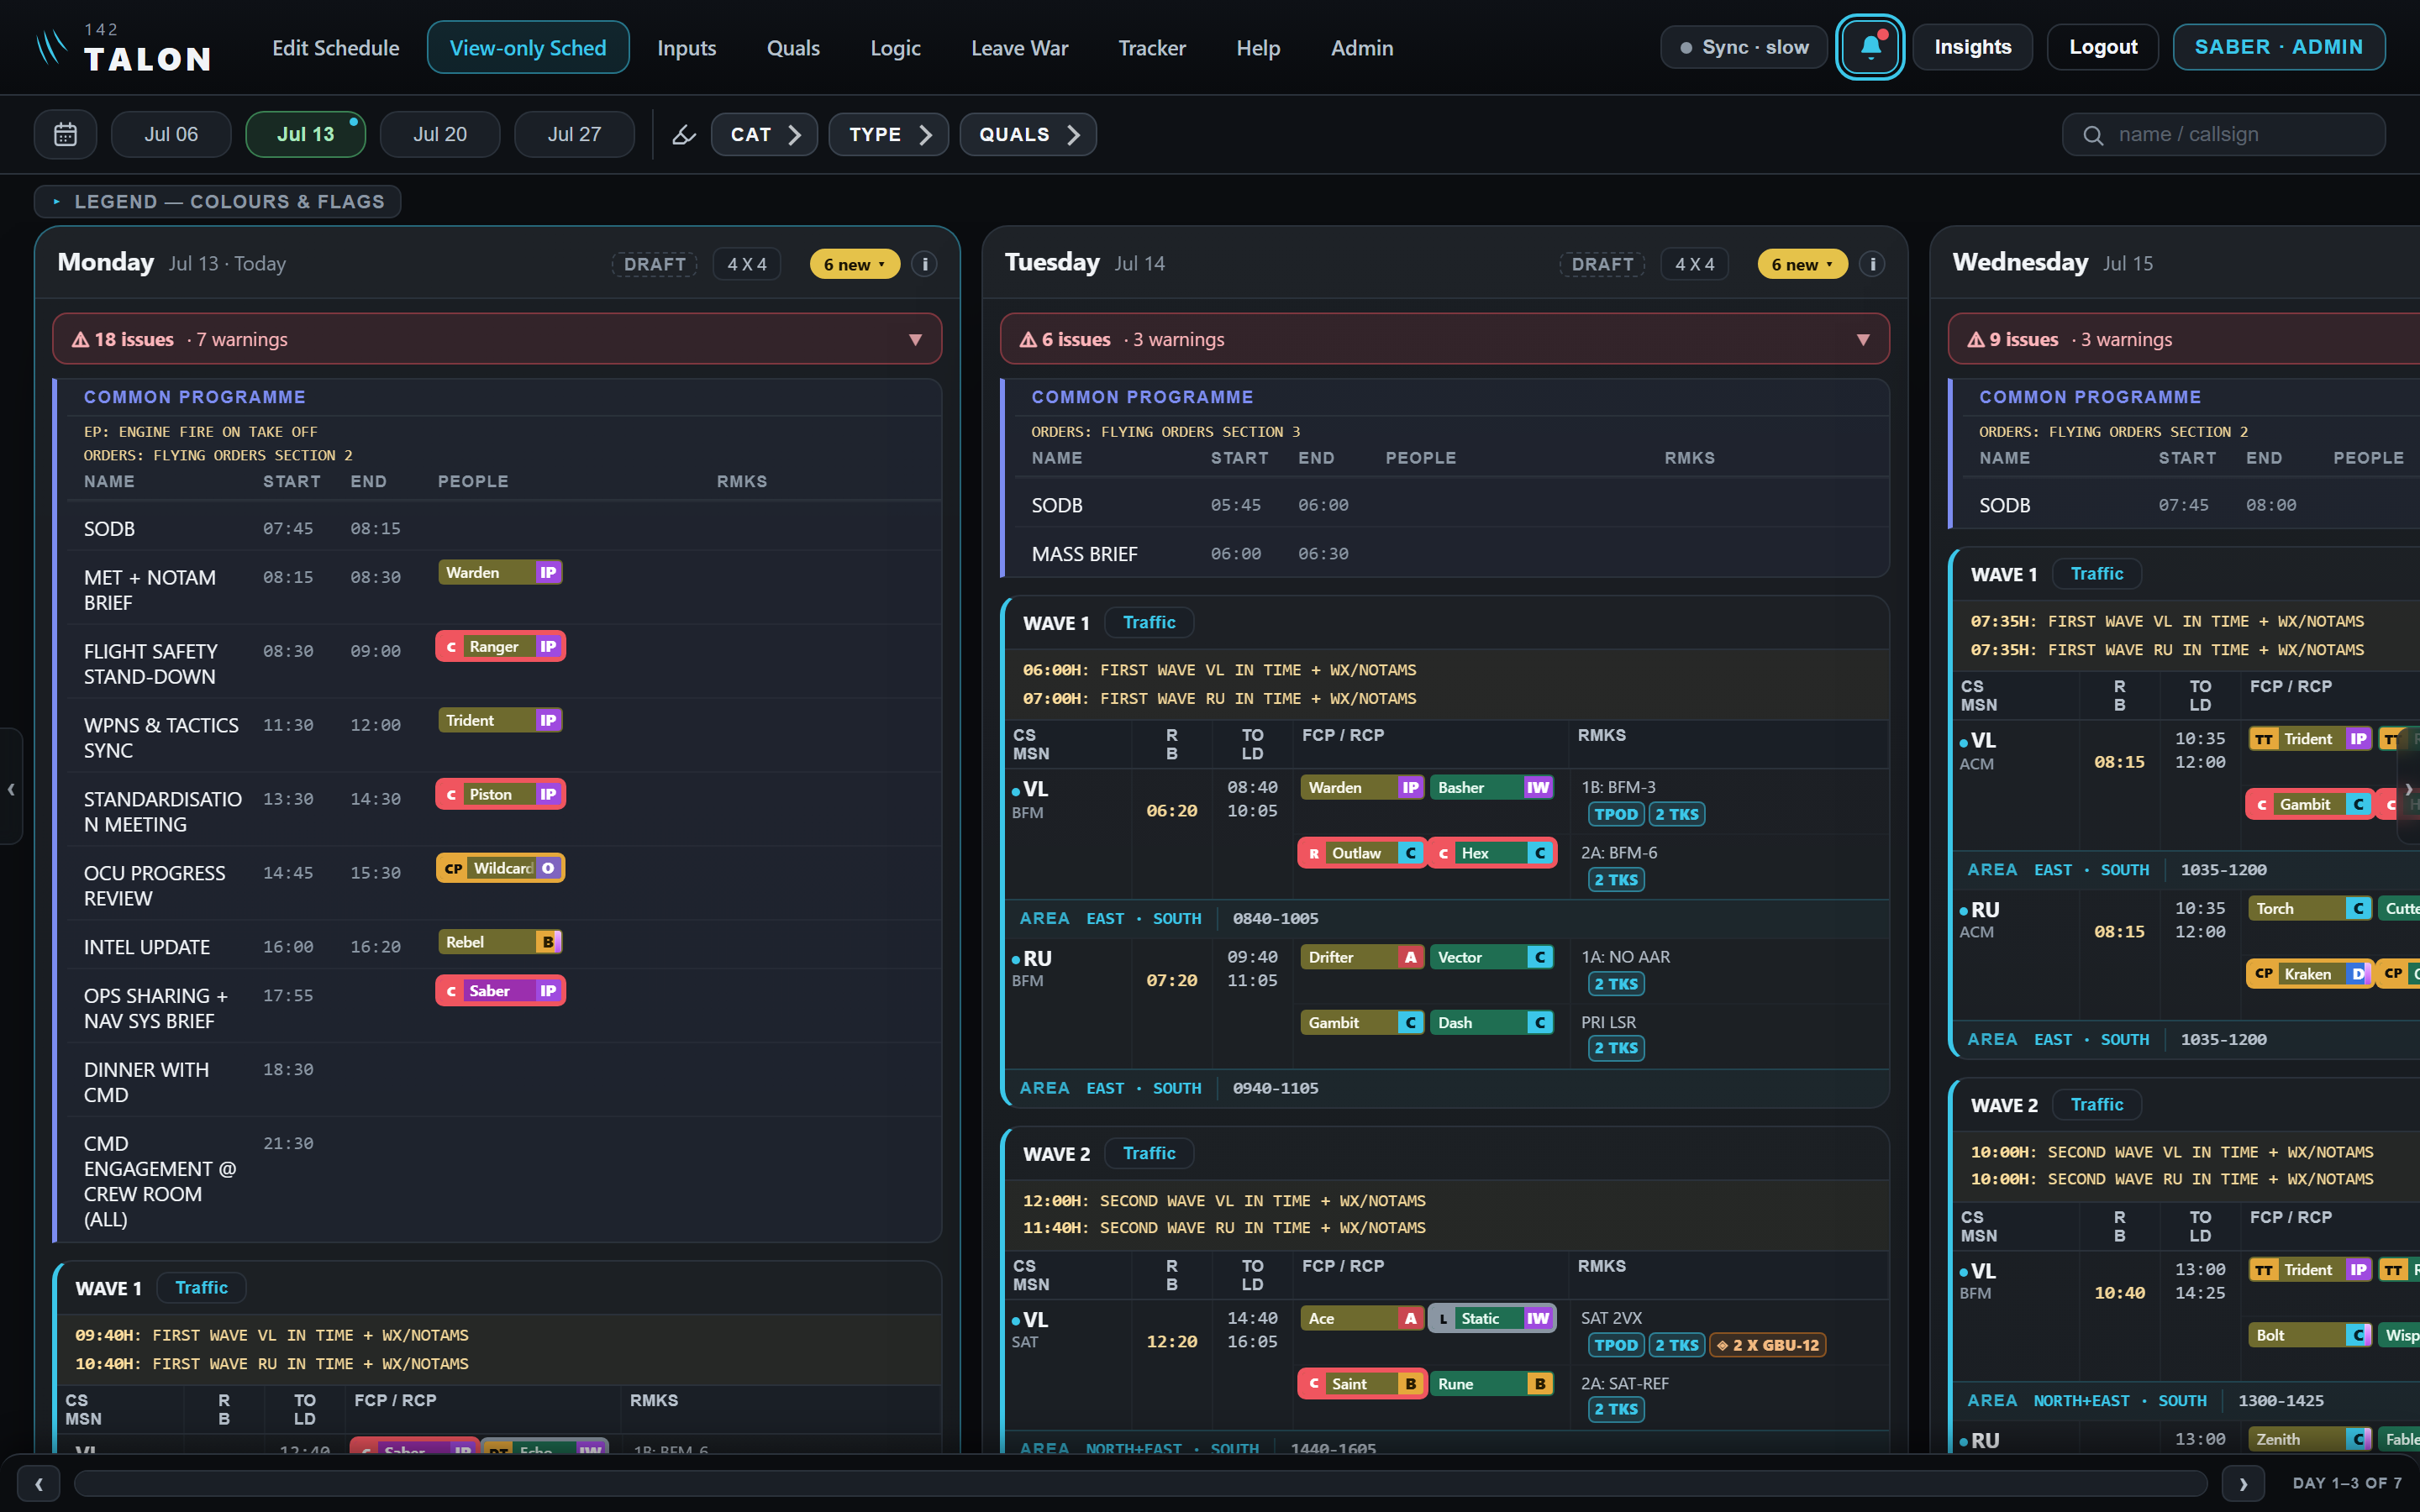 142
TALON
Edit Schedule
View-only Sched
Inputs
Quals
Logic
Leave War
Tracker
Help
Admin
Sync · slow
Insights
Logout
SABER · ADMIN
Jul 06
Jul 13
Jul 20
Jul 27
CAT
TYPE
QUALS
name / callsign
LEGEND — COLOURS & FLAGS
Monday Jul 13 · Today
DRAFT
4 X 4
6 new
i
18 issues · 7 warnings
COMMON PROGRAMME
EP: ENGINE FIRE ON TAKE OFF
ORDERS: FLYING ORDERS SECTION 2
NAME START END PEOPLE RMKS
SODB 07:45 08:15
MET + NOTAM BRIEF 08:15 08:30 Warden IP
FLIGHT SAFETY STAND-DOWN 08:30 09:00 C Ranger IP
WPNS & TACTICS SYNC 11:30 12:00 Trident IP
STANDARDISATIO
N MEETING 13:30 14:30 C Piston IP
OCU PROGRESS REVIEW 14:45 15:30 CP Wildcard O
INTEL UPDATE 16:00 16:20 Rebel B
OPS SHARING + NAV SYS BRIEF 17:55 C Saber IP
DINNER WITH CMD 18:30
CMD ENGAGEMENT @ CREW ROOM (ALL) 21:30
WAVE 1 Traffic
09:40H: FIRST WAVE VL IN TIME + WX/NOTAMS
10:40H: FIRST WAVE RU IN TIME + WX/NOTAMS
CS R TO FCP / RCP RMKS
MSN B LD
VL 12:40 C Saber IP Echo IW 1B: BFM-6
Tuesday Jul 14
DRAFT
4 X 4
6 new
i
6 issues · 3 warnings
COMMON PROGRAMME
ORDERS: FLYING ORDERS SECTION 3
NAME START END PEOPLE RMKS
SODB 05:45 06:00
MASS BRIEF 06:00 06:30
WAVE 1 Traffic
06:00H: FIRST WAVE VL IN TIME + WX/NOTAMS
07:00H: FIRST WAVE RU IN TIME + WX/NOTAMS
CS R TO FCP / RCP RMKS
MSN B LD
VL 08:40 Warden IP Basher IW 1B: BFM-3
BFM 06:20 10:05 TPOD 2 TKS
R Outlaw C C Hex C 2A: BFM-6
2 TKS
AREA EAST · SOUTH 0840-1005
RU 09:40 Drifter A Vector C 1A: NO AAR
BFM 07:20 11:05 2 TKS
Gambit C Dash C PRI LSR
2 TKS
AREA EAST · SOUTH 0940-1105
WAVE 2 Traffic
12:00H: SECOND WAVE VL IN TIME + WX/NOTAMS
11:40H: SECOND WAVE RU IN TIME + WX/NOTAMS
CS R TO FCP / RCP RMKS
MSN B LD
VL 14:40 Ace A L Static IW SAT 2VX
SAT 12:20 16:05 TPOD 2 TKS 2 X GBU-12
C Saint B Rune B 2A: SAT-REF
2 TKS
AREA NORTH+EAST · SOUTH 1440-1605
Wednesday Jul 15
9 issues · 3 warnings
COMMON PROGRAMME
ORDERS: FLYING ORDERS SECTION 2
NAME START END PEOPLE
SODB 07:45 08:00
WAVE 1 Traffic
07:35H: FIRST WAVE VL IN TIME + WX/NOTAMS
07:35H: FIRST WAVE RU IN TIME + WX/NOTAMS
CS R TO FCP / RCP
MSN B LD
VL 10:35 TT Trident IP
ACM 08:15 12:00
C Gambit C C
AREA EAST · SOUTH 1035-1200
RU 10:35 Torch C Cutte
ACM 08:15 12:00
CP Kraken D CP
AREA EAST · SOUTH 1035-1200
WAVE 2 Traffic
10:00H: SECOND WAVE VL IN TIME + WX/NOTAMS
10:00H: SECOND WAVE RU IN TIME + WX/NOTAMS
CS R TO FCP / RCP
MSN B LD
VL 13:00 TT Trident IP TT
BFM 10:40 14:25
Bolt C Wisp
AREA NORTH+EAST · SOUTH 1300-1425
RU 13:00 Zenith C Fable
DAY 1–3 OF 7